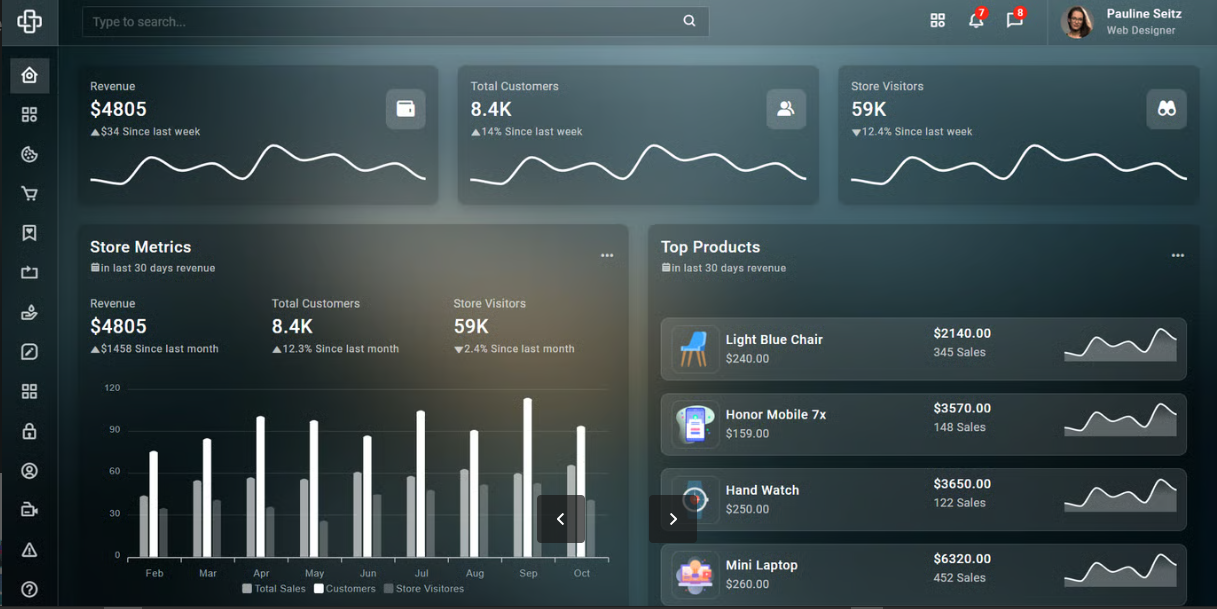 Type to search...
7
8
Pauline Seitz
Web Designer
Revenue
$4805
$34 Since last week
Total Customers
8.4K
14% Since last week
Store Visitors
59K
12.4% Since last week
Store Metrics
in last 30 days revenue
Revenue
$4805
$1458 Since last month
Total Customers
8.4K
12.3% Since last month
Store Visitors
59K
2.4% Since last month
120
90
60
30
0
Feb Mar Apr May Jun Jul Aug Sep Oct
Total Sales Customers Store Visitores
Top Products
in last 30 days revenue
Light Blue Chair
$240.00
$2140.00
345 Sales
Honor Mobile 7x
$159.00
$3570.00
148 Sales
Hand Watch
$250.00
$3650.00
122 Sales
Mini Laptop
$260.00
$6320.00
452 Sales